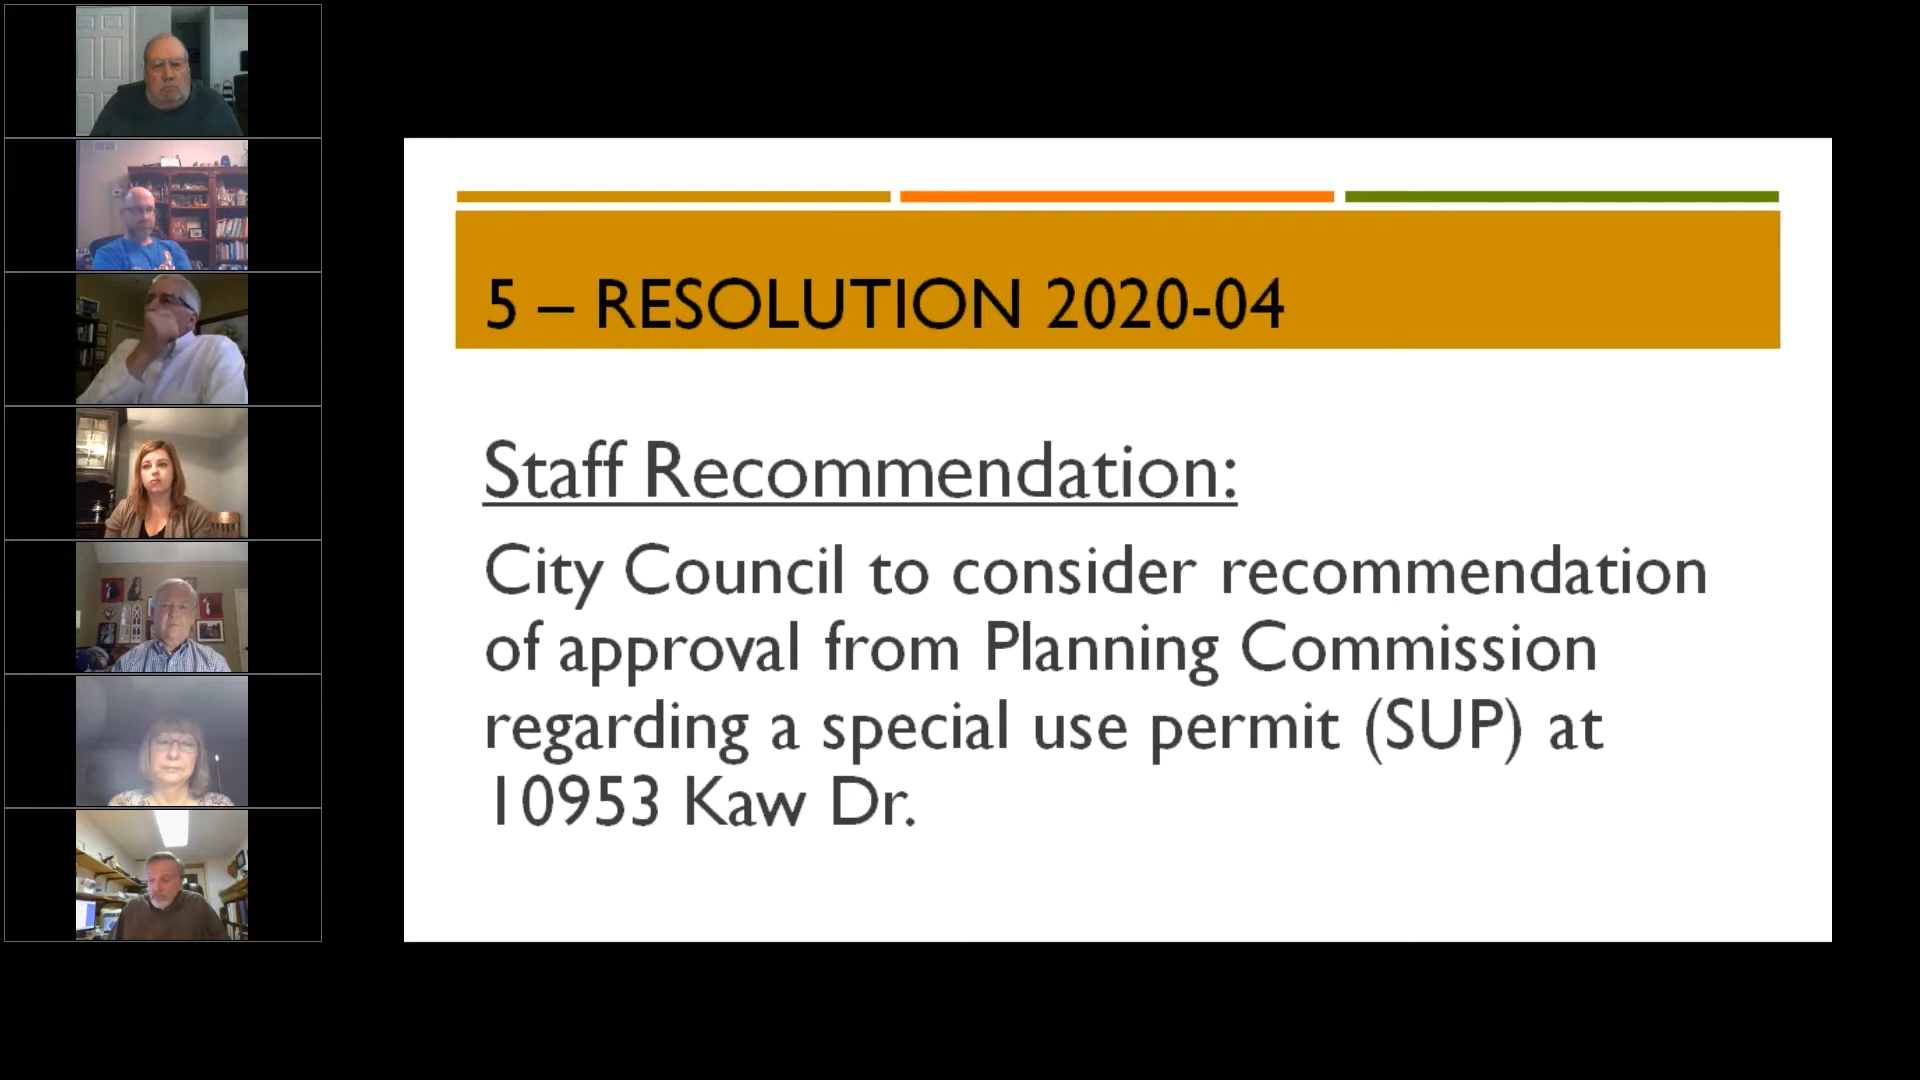 5 – RESOLUTION 2020-04
Staff Recommendation:
City Council to consider recommendation
of approval from Planning Commission
regarding a special use permit (SUP) at
10953 Kaw Dr.